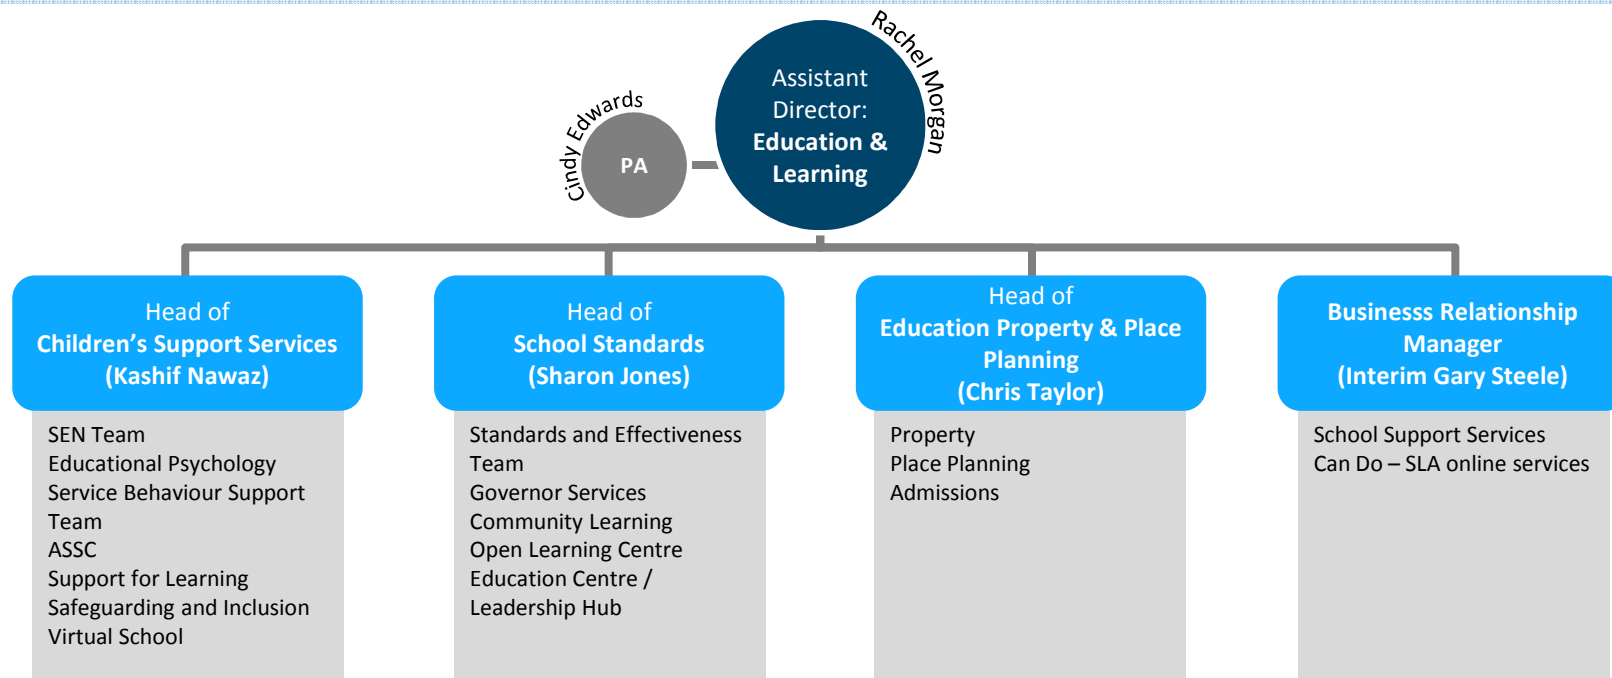 Rachel Morgan
Assistant
Director:
Education &
Learning
Cindy Edwards
PA
Head of
Children’s Support Services
(Kashif Nawaz)
SEN Team
Educational Psychology
Service Behaviour Support
Team
ASSC
Support for Learning
Safeguarding and Inclusion
Virtual School
Head of
School Standards
(Sharon Jones)
Standards and Effectiveness
Team
Governor Services
Community Learning
Open Learning Centre
Education Centre /
Leadership Hub
Head of
Education Property & Place
Planning
(Chris Taylor)
Property
Place Planning
Admissions
Businesss Relationship
Manager
(Interim Gary Steele)
School Support Services
Can Do – SLA online services